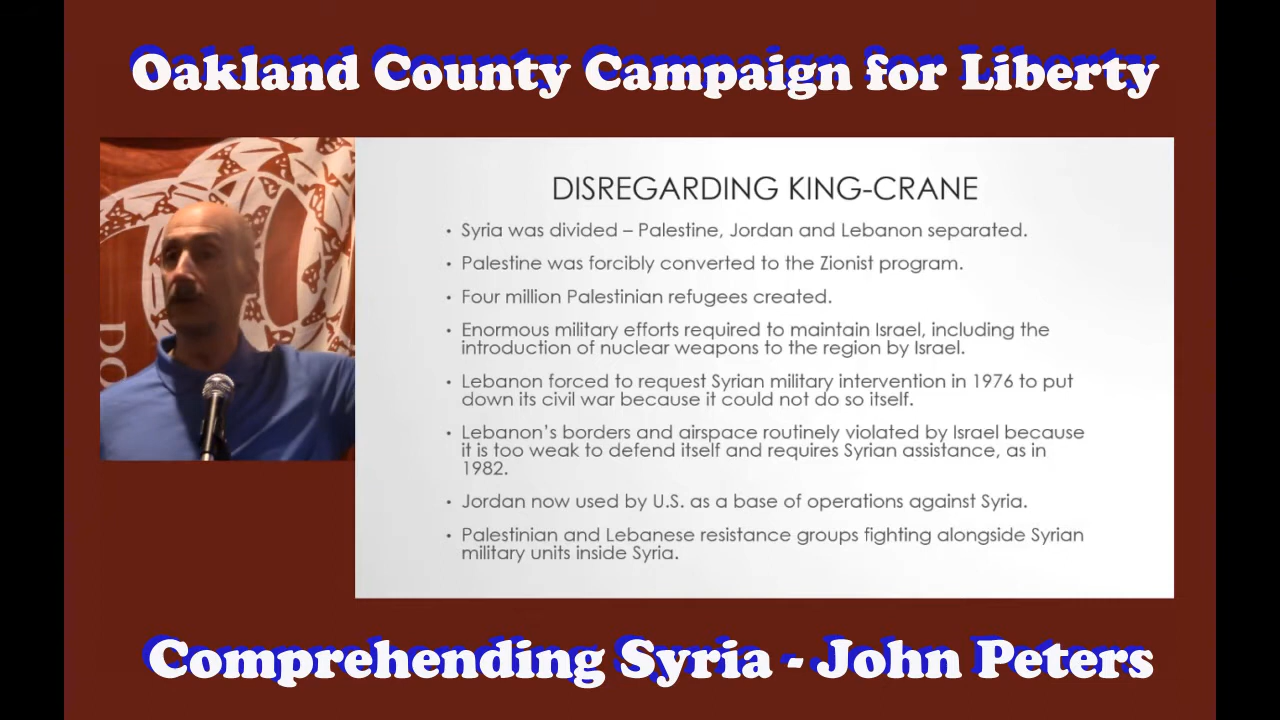 Oakland County Campaign for Liberty
DISREGARDING KING-CRANE
• Syria was divided – Palestine, Jordan and Lebanon separated.
• Palestine was forcibly converted to the Zionist program.
• Four million Palestinian refugees created.
• Enormous military efforts required to maintain Israel, including the
introduction of nuclear weapons to the region by Israel.
• Lebanon forced to request Syrian military intervention in 1976 to put
down its civil war because it could not do so itself.
• Lebanon's borders and airspace routinely violated by Israel because
it is too weak to defend itself and requires Syrian assistance, as in
1982.
• Jordan now used by U.S. as a base of operations against Syria.
• Palestinian and Lebanese resistance groups fighting alongside Syrian
military units inside Syria.
DO
Comprehending Syria - John Peters